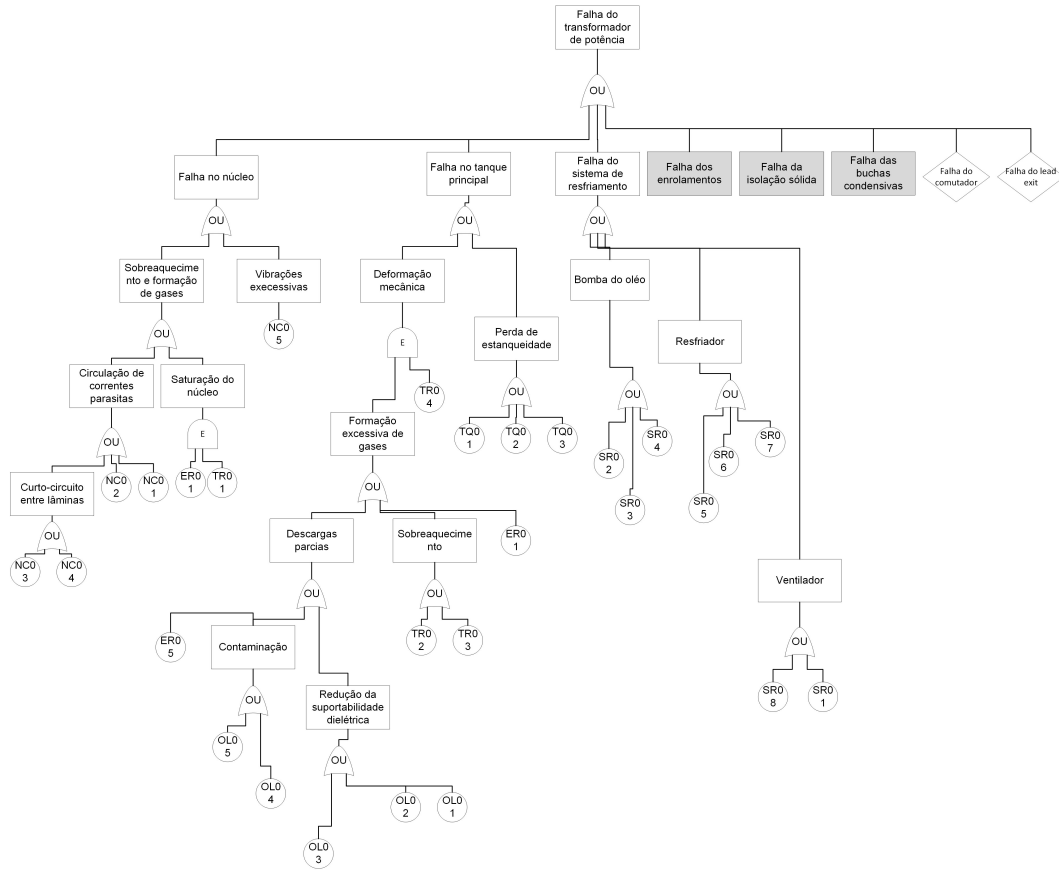 Falha do
transformador
de potência
OU
Falha no núcleo
Falha no tanque
principal
Falha do
sistema de
resfriamento
Falha dos
enrolamentos
Falha da
isolação sólida
Falha das
buchas
condensivas
Falha do
comutador
Falha do lead
exit
OU
OU
OU
Sobreaquecime
nto e formação
de gases
Vibrações
execessivas
Deformação
mecânica
Bomba do oléo
NC0
5
OU
E
Perda de
estanqueidade
Resfriador
Circulação de
correntes
parasitas
Saturação do
núcleo
TR0
4
OU
OU
OU
OU
E
Formação
excessiva de
gases
TQ0
1
TQ0
2
TQ0
3
SR0
2
SR0
3
SR0
4
SR0
5
SR0
6
SR0
7
Curto-circuito
entre lâminas
NC0
2
NC0
1
ER0
1
TR0
1
OU
OU
NC0
3
NC0
4
Descargas
parcias
Sobreaquecime
nto
ER0
1
OU
OU
Ventilador
ER0
5
Contaminação
TR0
2
TR0
3
OU
OU
Redução da
suportabilidade
dielétrica
SR0
8
SR0
1
OL0
5
OL0
4
OU
OL0
2
OL0
1
OL0
3